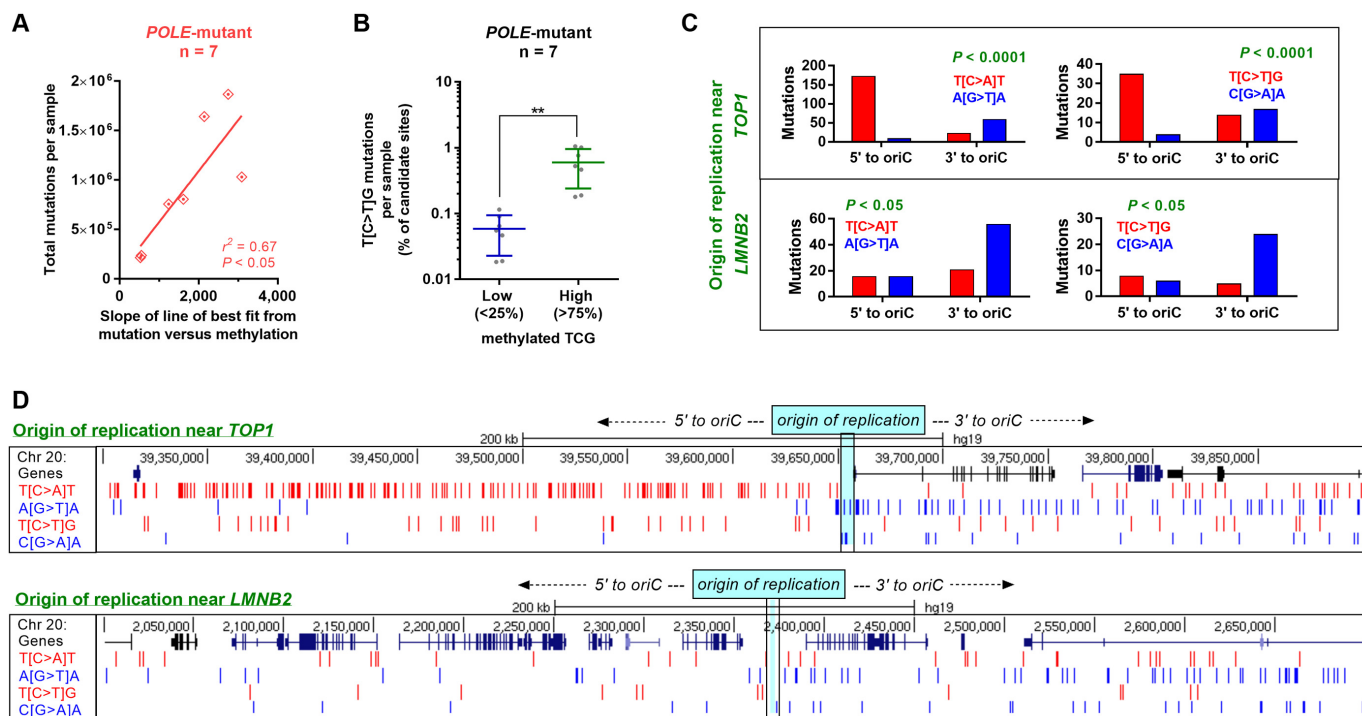 A
POLE-mutant
n = 7
Total mutations per sample
2×10⁶
1.5×10⁶
1×10⁶
5×10⁵
0
r² = 0.67
P < 0.05
0
2,000
4,000
Slope of line of best fit from
mutation versus methylation
B
POLE-mutant
n = 7
T[C>T]G mutations
per sample
(% of candidate sites)
10
1
0.1
0.01
**
Low
(<25%)
High
(>75%)
methylated TCG
C
Origin of replication near
TOP1
LMNB2
Mutations
200
150
100
50
0
P < 0.0001
T[C>A]T
A[G>T]A
5' to oriC
3' to oriC
Mutations
40
30
20
10
0
P < 0.0001
T[C>T]G
C[G>A]A
5' to oriC
3' to oriC
Mutations
60
40
20
0
P < 0.05
T[C>A]T
A[G>T]A
5' to oriC
3' to oriC
Mutations
30
20
10
0
P < 0.05
T[C>T]G
C[G>A]A
5' to oriC
3' to oriC
D
5' to oriC --- origin of replication --- 3' to oriC
Origin of replication near TOP1
200 kb hg19
Chr 20: 39,350,000 39,400,000 39,450,000 39,500,000 39,550,000 39,600,000 39,650,000 39,700,000 39,750,000 39,800,000 39,850,000
Genes
T[C>A]T
A[G>T]A
T[C>T]G
C[G>A]A
5' to oriC --- origin of replication --- 3' to oriC
Origin of replication near LMNB2
200 kb hg19
Chr 20: 2,050,000 2,100,000 2,150,000 2,200,000 2,250,000 2,300,000 2,350,000 2,400,000 2,450,000 2,500,000 2,550,000 2,600,000 2,650,000
Genes
T[C>A]T
A[G>T]A
T[C>T]G
C[G>A]A